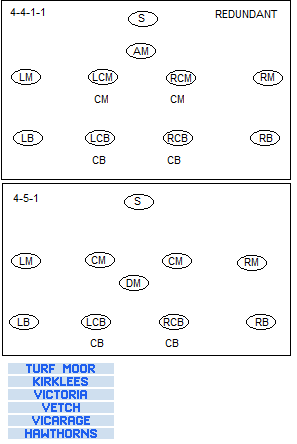 4-4-1-1 REDUNDANT
S
AM
LM LCM RCM RM
CM CM
LB LCB RCB RB
CB CB
4-5-1
S
LM CM CM RM
DM
LB LCB RCB RB
CB CB
TURF MOOR
KIRKLEES
VICTORIA
VETCH
VICARAGE
HAWTHORNS